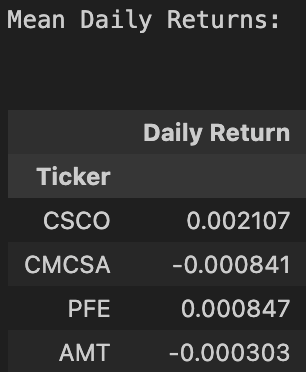 Mean Daily Returns:
Daily Return
Ticker
CSCO 0.002107
CMCSA -0.000841
PFE 0.000847
AMT -0.000303